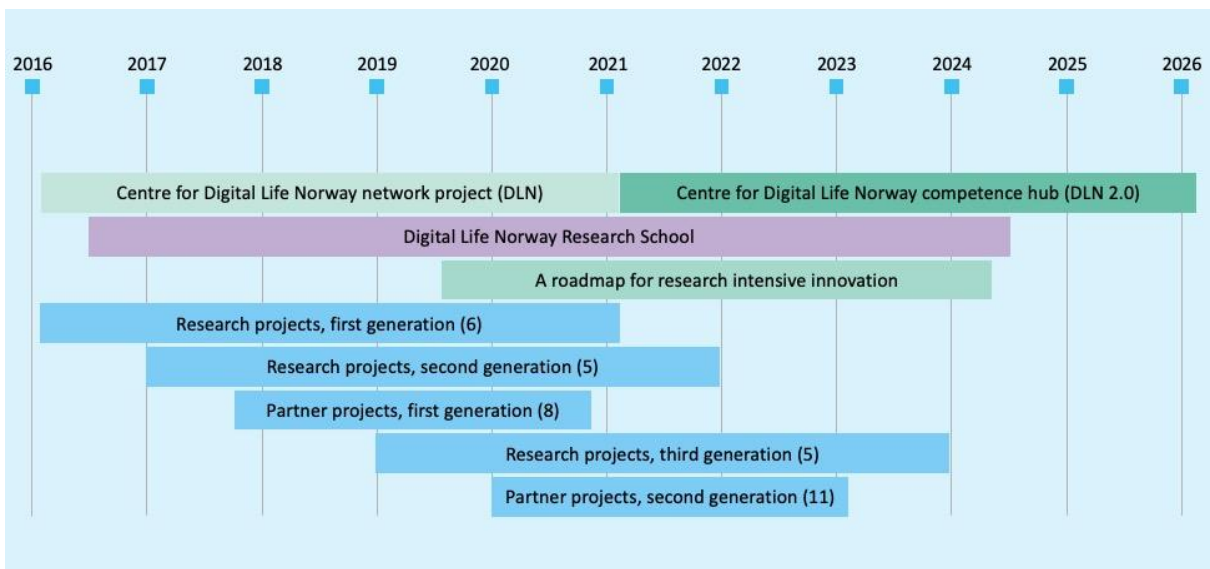 2016 2017 2018 2019 2020 2021 2022 2023 2024 2025 2026
Centre for Digital Life Norway network project (DLN) Centre for Digital Life Norway competence hub (DLN 2.0)
Digital Life Norway Research School
A roadmap for research intensive innovation
Research projects, first generation (6)
Research projects, second generation (5)
Partner projects, first generation (8)
Research projects, third generation (5)
Partner projects, second generation (11)